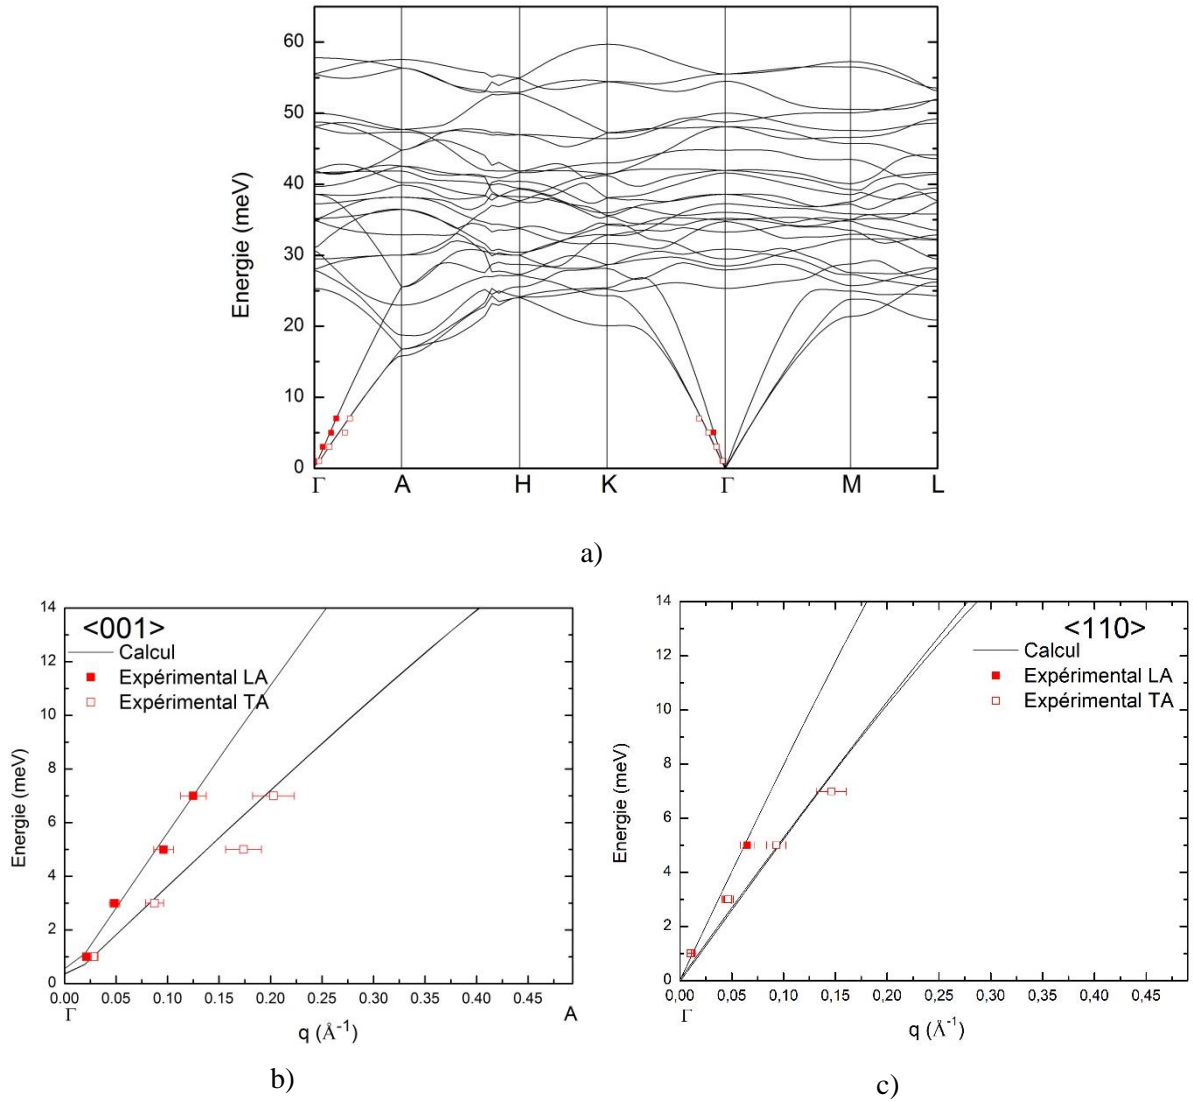 60
50
40
30
20
10
0
Energie (meV)
Γ A H K Γ M L
a)
14
12
10
8
6
4
2
0
Energie (meV)
<001>
Calcul
Expérimental LA
Expérimental TA
0.00 0.05 0.10 0.15 0.20 0.25 0.30 0.35 0.40 0.45
Γ A
q (Å-1)
b)
14
12
10
8
6
4
2
0
Energie (meV)
<110>
Calcul
Expérimental LA
Expérimental TA
0,00 0,05 0,10 0,15 0,20 0,25 0,30 0,35 0,40 0,45
Γ
q (Å-1)
c)